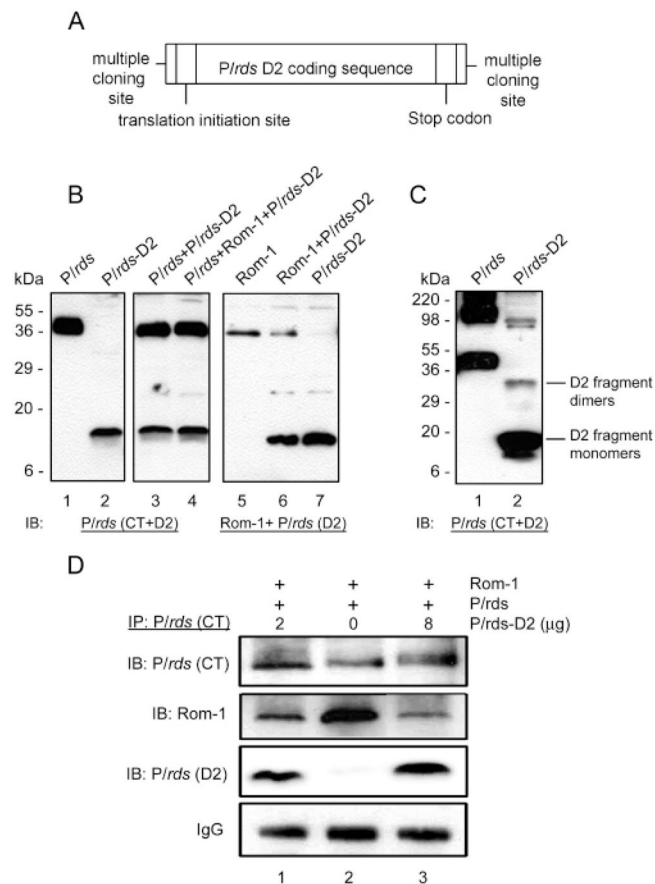 A
multiple cloning site
P/rds D2 coding sequence
multiple cloning site
translation initiation site
Stop codon
B
kDa
P/rds
P/rds-D2
P/rds+P/rds-D2
P/rds+Rom-1+P/rds-D2
Rom-1
Rom-1+P/rds-D2
P/rds-D2
55 -
36 -
29 -
20 -
6 -
1 2 3 4 5 6 7
IB: P/rds (CT+D2) Rom-1+ P/rds (D2)
C
kDa
P/rds
P/rds-D2
220 -
98 -
55 -
36 -
29 -
20 -
6 -
D2 fragment dimers
D2 fragment monomers
1 2
IB: P/rds (CT+D2)
D
+ + + Rom-1
+ + + P/rds
IP: P/rds (CT) 2 0 8 P/rds-D2 (µg)
IB: P/rds (CT)
IB: Rom-1
IB: P/rds (D2)
IgG
1 2 3